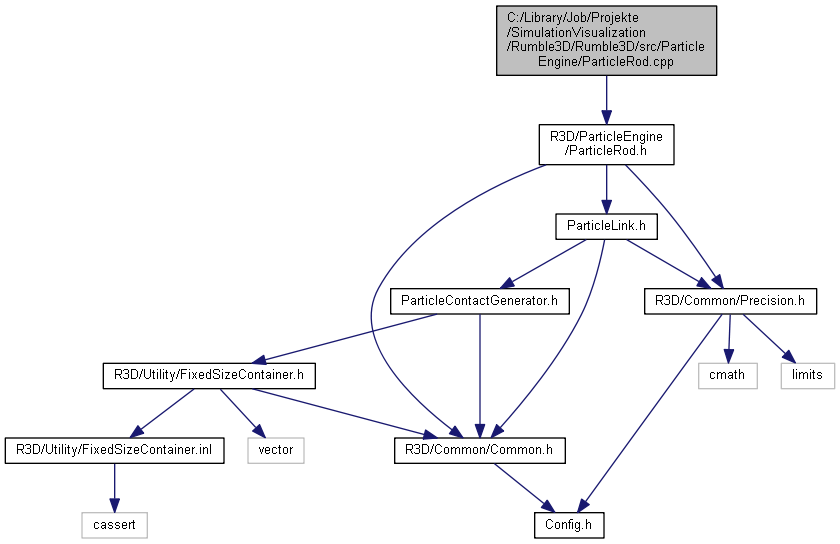 C:/Library/Job/Projekte
/SimulationVisualization
/Rumble3D/Rumble3D/src/Particle
Engine/ParticleRod.cpp
R3D/ParticleEngine
/ParticleRod.h
ParticleLink.h
ParticleContactGenerator.h
R3D/Common/Precision.h
R3D/Utility/FixedSizeContainer.h
cmath
limits
R3D/Utility/FixedSizeContainer.inl
vector
R3D/Common/Common.h
cassert
Config.h